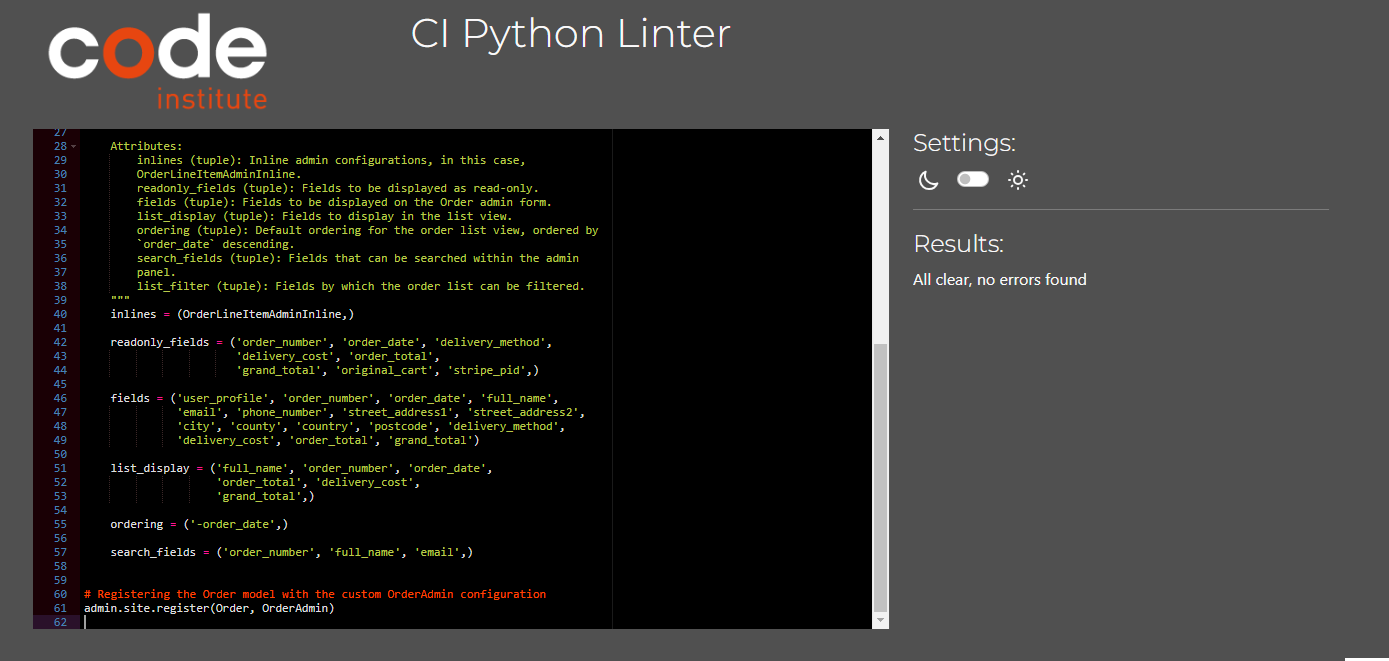 code
institute
CI Python Linter
27
28 Attributes:
29 inlines (tuple): Inline admin configurations, in this case,
30 OrderLineItemAdminInline.
31 readonly_fields (tuple): Fields to be displayed as read-only.
32 fields (tuple): Fields to be displayed on the Order admin form.
33 list_display (tuple): Fields to display in the list view.
34 ordering (tuple): Default ordering for the order list view, ordered by
35 `order_date` descending.
36 search_fields (tuple): Fields that can be searched within the admin
37 panel.
38 list_filter (tuple): Fields by which the order list can be filtered.
39 """
40 inlines = (OrderLineItemAdminInline,)
41
42 readonly_fields = ('order_number', 'order_date', 'delivery_method',
43 'delivery_cost', 'order_total',
44 'grand_total', 'original_cart', 'stripe_pid',)
45
46 fields = ('user_profile', 'order_number', 'order_date', 'full_name',
47 'email', 'phone_number', 'street_address1', 'street_address2',
48 'city', 'county', 'country', 'postcode', 'delivery_method',
49 'delivery_cost', 'order_total', 'grand_total')
50
51 list_display = ('full_name', 'order_number', 'order_date',
52 'order_total', 'delivery_cost',
53 'grand_total',)
54
55 ordering = ('-order_date',)
56
57 search_fields = ('order_number', 'full_name', 'email',)
58
59
60 # Registering the Order model with the custom OrderAdmin configuration
61 admin.site.register(Order, OrderAdmin)
62
Settings:
Results:
All clear, no errors found